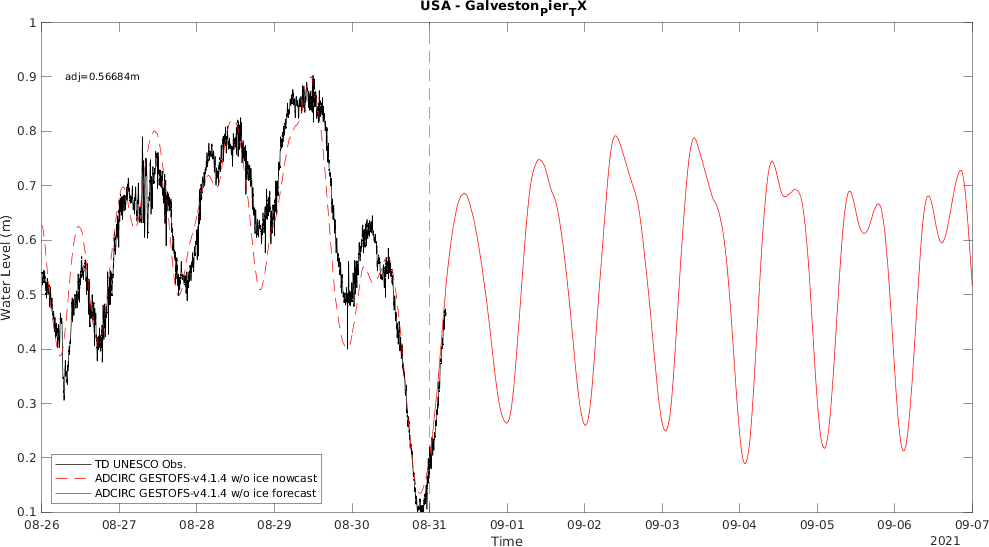 USA - Galveston_pier_TX
1
0.9
adj=0.56684m
0.8
0.7
0.6
Water Level (m)
0.5
0.4
0.3
0.2
0.1
TD UNESCO Obs.
ADCIRC GESTOFS-v4.1.4 w/o ice nowcast
ADCIRC GESTOFS-v4.1.4 w/o ice forecast
08-26 08-27 08-28 08-29 08-30 08-31 09-01 09-02 09-03 09-04 09-05 09-06 09-07
Time
2021